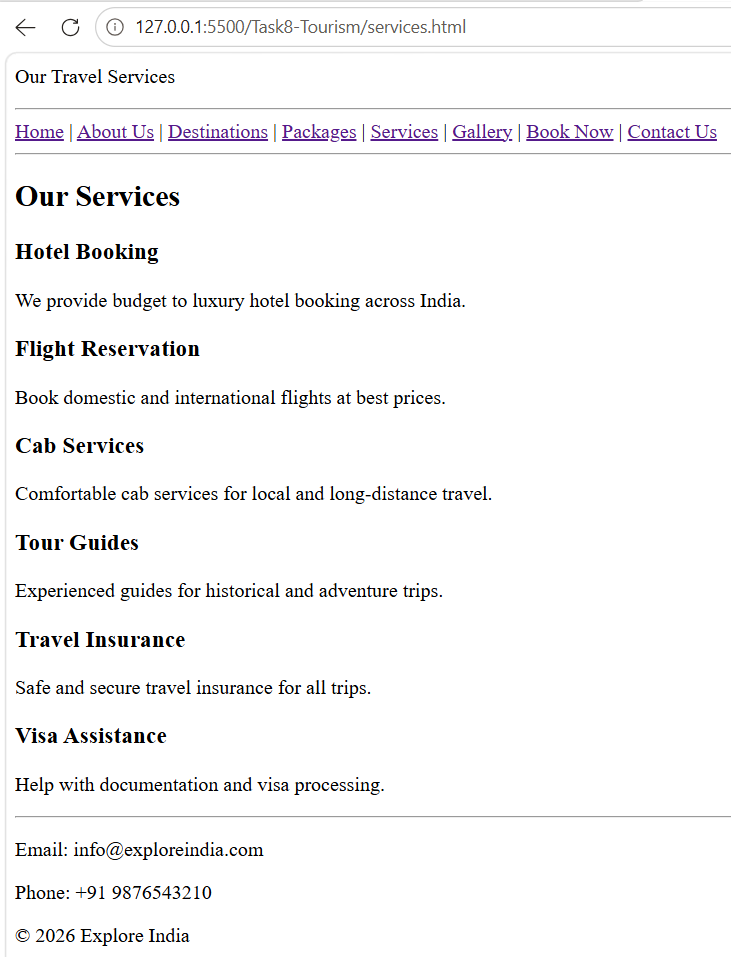 127.0.0.1:5500/Task8-Tourism/services.html
Our Travel Services
Home | About Us | Destinations | Packages | Services | Gallery | Book Now | Contact Us
Our Services
Hotel Booking
We provide budget to luxury hotel booking across India.
Flight Reservation
Book domestic and international flights at best prices.
Cab Services
Comfortable cab services for local and long-distance travel.
Tour Guides
Experienced guides for historical and adventure trips.
Travel Insurance
Safe and secure travel insurance for all trips.
Visa Assistance
Help with documentation and visa processing.
Email: info@exploreindia.com
Phone: +91 9876543210
© 2026 Explore India